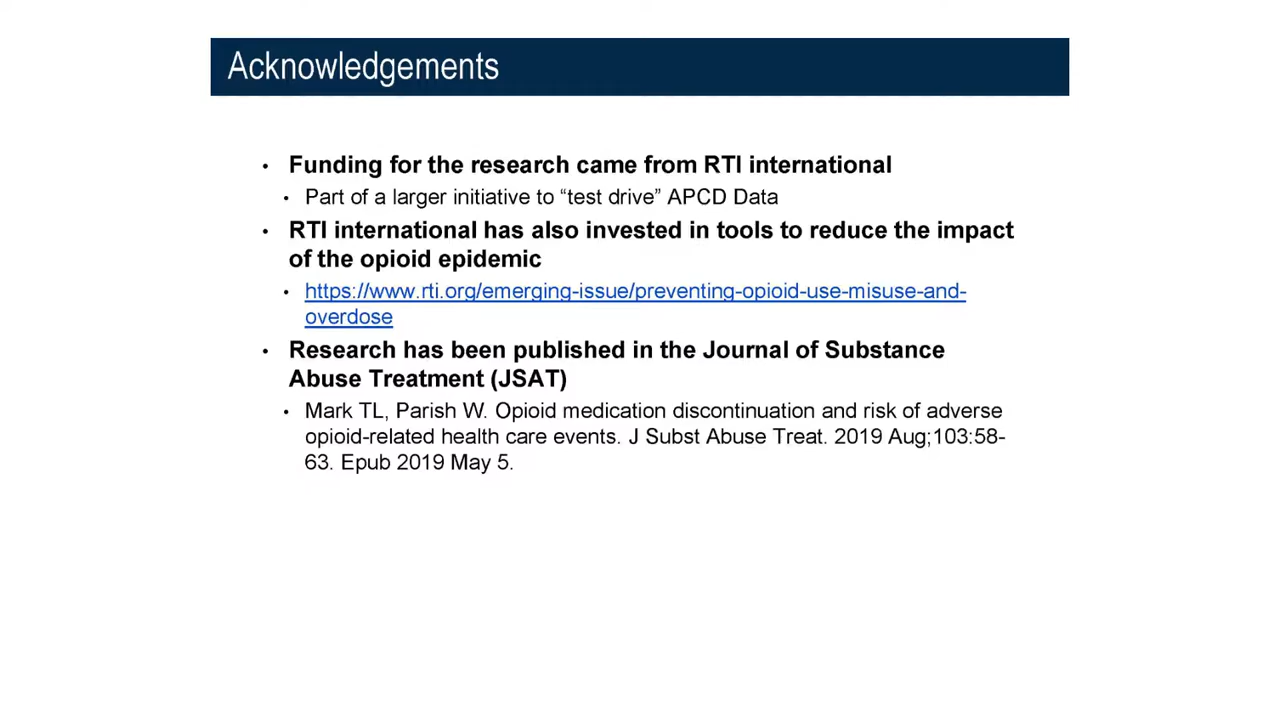 Acknowledgements
• Funding for the research came from RTI international
• Part of a larger initiative to “test drive” APCD Data
• RTI international has also invested in tools to reduce the impact
of the opioid epidemic
• https://www.rti.org/emerging-issue/preventing-opioid-use-misuse-and-
overdose
• Research has been published in the Journal of Substance
Abuse Treatment (JSAT)
• Mark TL, Parish W. Opioid medication discontinuation and risk of adverse
opioid-related health care events. J Subst Abuse Treat. 2019 Aug;103:58-
63. Epub 2019 May 5.